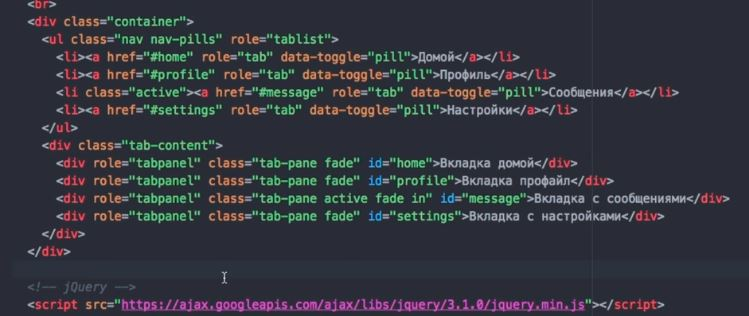 <br>
<div class="container">
<ul class="nav nav-pills" role="tablist">
<li><a href="#home" role="tab" data-toggle="pill">Домой</a></li>
<li><a href="#profile" role="tab" data-toggle="pill">Профиль</a></li>
<li class="active"><a href="#message" role="tab" data-toggle="pill">Сообщения</a></li>
<li><a href="#settings" role="tab" data-toggle="pill">Настройки</a></li>
</ul>
<div class="tab-content">
<div role="tabpanel" class="tab-pane fade" id="home">Вкладка домой</div>
<div role="tabpanel" class="tab-pane fade" id="profile">Вкладка профайл</div>
<div role="tabpanel" class="tab-pane active fade in" id="message">Вкладка с сообщениями</div>
<div role="tabpanel" class="tab-pane fade" id="settings">Вкладка с настройками</div>
</div>
</div>
<!-- jQuery -->
<script src="https://ajax.googleapis.com/ajax/libs/jquery/3.1.0/jquery.min.js"></script>